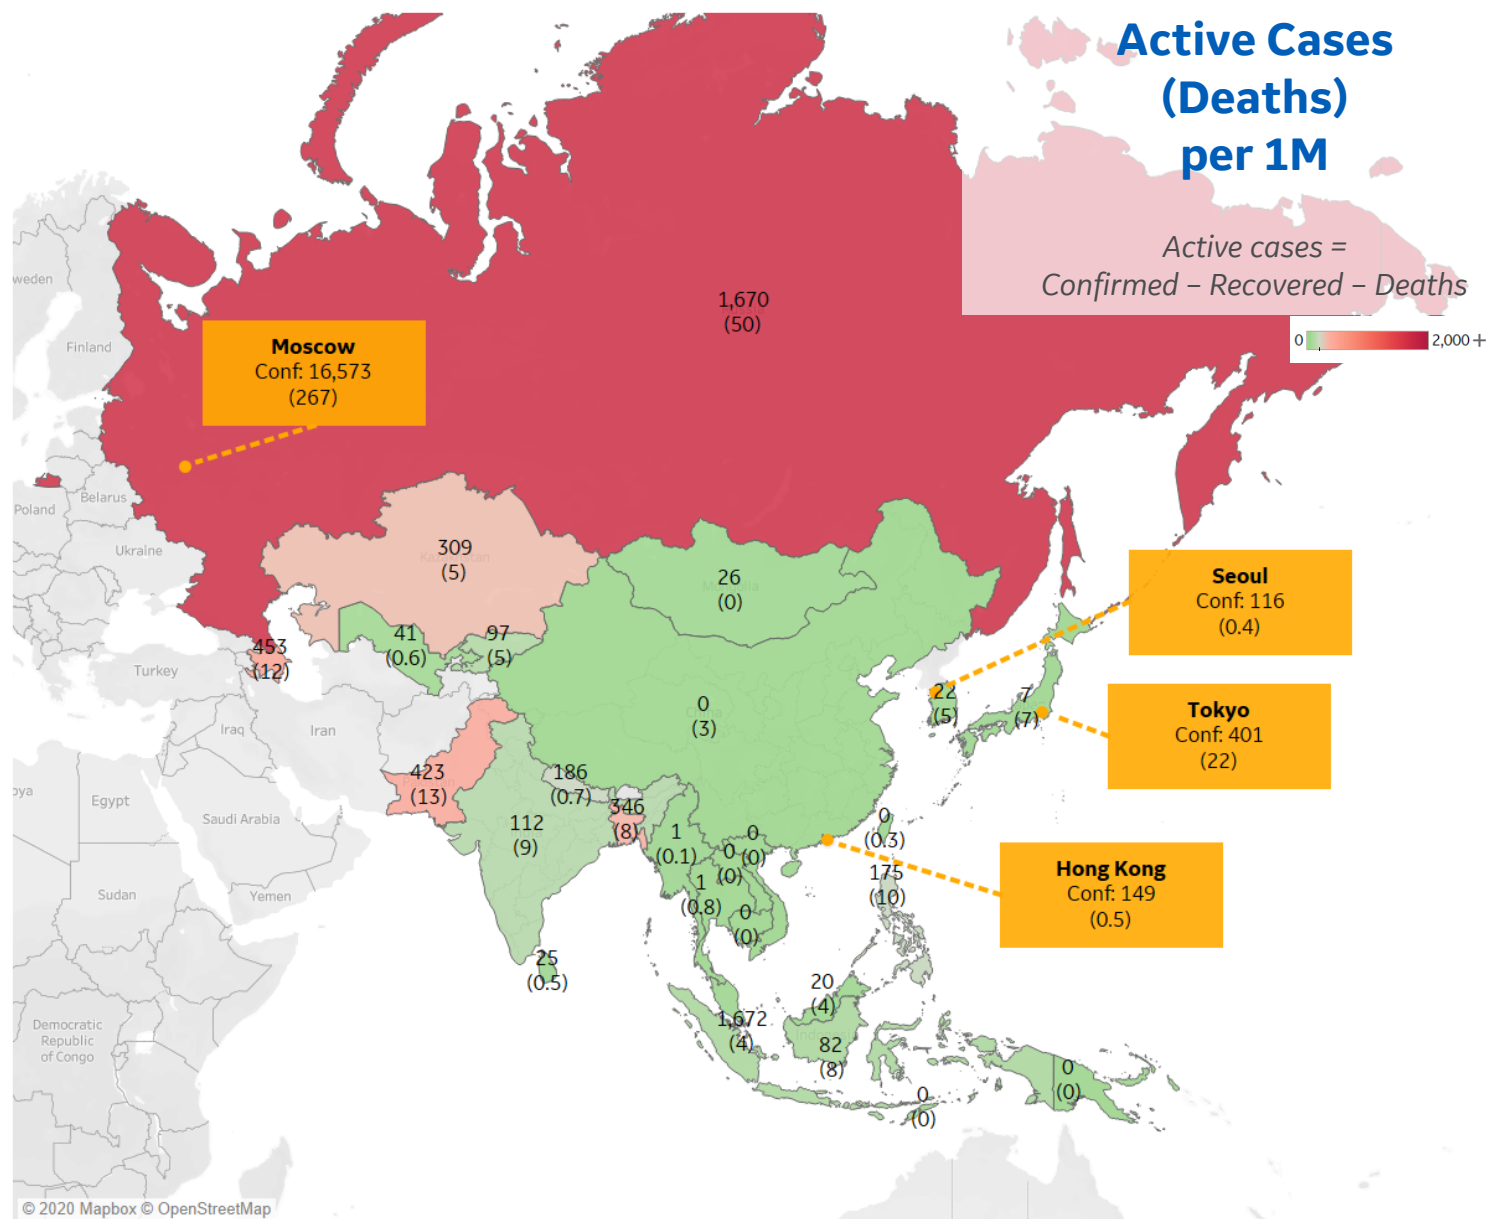 Active Cases
(Deaths)
per 1M
Active cases =
Confirmed – Recovered – Deaths
0
2,000 +
1,670
(50)
weden
Finland
Moscow
Conf: 16,573
(267)
Belarus
Poland
Ukraine
309
(5)
26
(0)
Seoul
Conf: 116
(0.4)
453
(12)
41
(0.6)
97
(5)
Turkey
22
(5)
7
(7)
Tokyo
Conf: 401
(22)
0
(3)
Iraq
Iran
423
(13)
186
(0.7)
oya
Egypt
Saudi Arabia
112
(9)
346
(8)
1
(0.1)
0
(0)
0
(0)
0
(0.3)
Hong Kong
Conf: 149
(0.5)
175
(10)
Sudan
Yemen
1
(0.8)
0
(0)
25
(0.5)
20
(4)
1,672
(4)
Indonesia
82
(8)
Democratic
Republic
of Congo
0
(0)
0
(0)
© 2020 Mapbox © OpenStreetMap